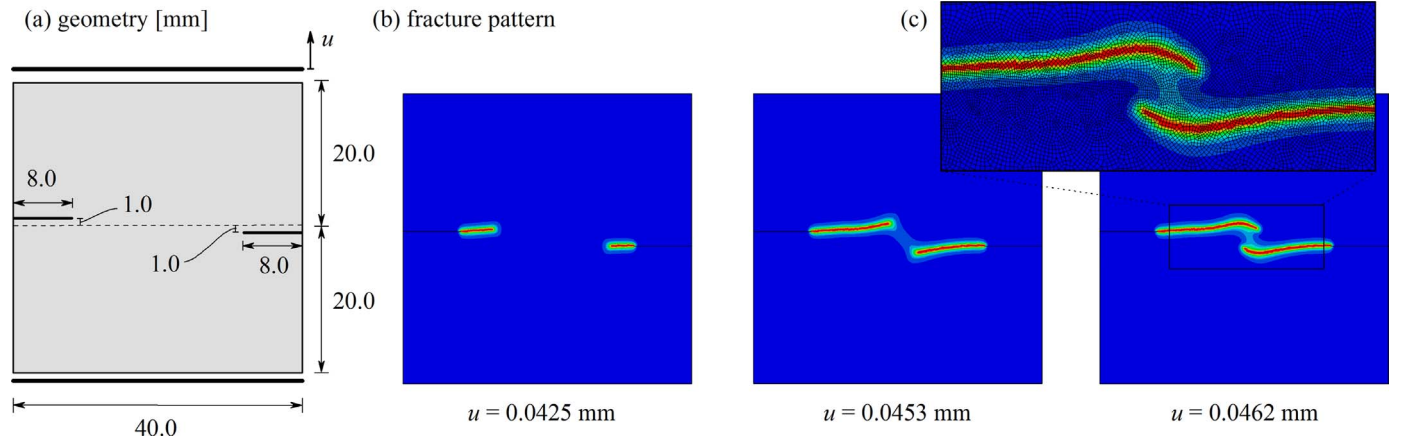 (a) geometry [mm]
u
20.0
8.0
1.0
1.0
8.0
20.0
40.0
(b) fracture pattern
(c)
u = 0.0425 mm
u = 0.0453 mm
u = 0.0462 mm